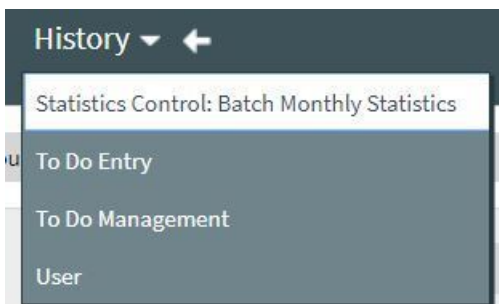 History
Statistics Control: Batch Monthly Statistics
To Do Entry
To Do Management
User